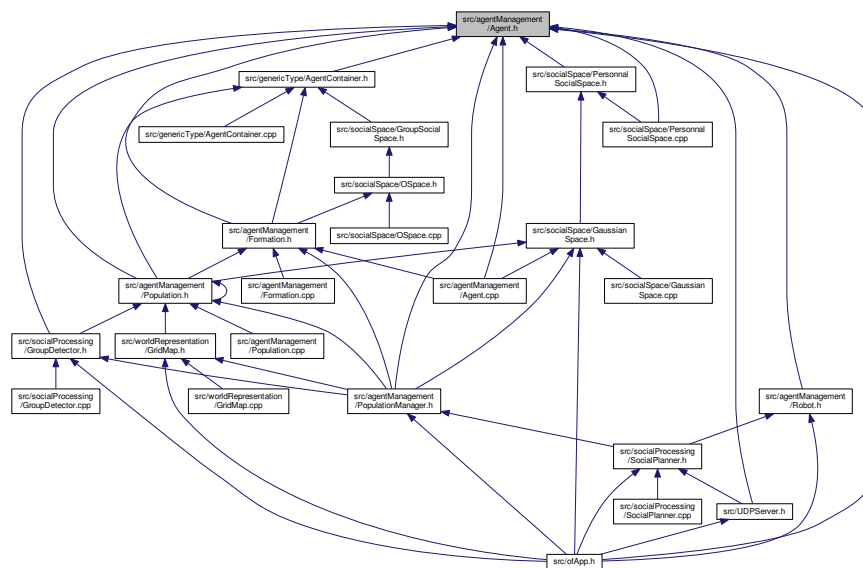 src/agentManagement
/Agent.h
src/genericType/AgentContainer.h
src/socialSpace/Personnal
SocialSpace.h
src/genericType/AgentContainer.cpp
src/socialSpace/GroupSocial
Space.h
src/socialSpace/Personnal
SocialSpace.cpp
src/socialSpace/OSpace.h
src/agentManagement
/Formation.h
src/socialSpace/OSpace.cpp
src/socialSpace/Gaussian
Space.h
src/agentManagement
/Population.h
src/agentManagement
/Formation.cpp
src/agentManagement
/Agent.cpp
src/socialSpace/Gaussian
Space.cpp
src/socialProcessing
/GroupDetector.h
src/worldRepresentation
/GridMap.h
src/agentManagement
/Population.cpp
src/socialProcessing
/GroupDetector.cpp
src/worldRepresentation
/GridMap.cpp
src/agentManagement
/PopulationManager.h
src/agentManagement
/Robot.h
src/socialProcessing
/SocialPlanner.h
src/socialProcessing
/SocialPlanner.cpp
src/UDPServer.h
src/ofApp.h